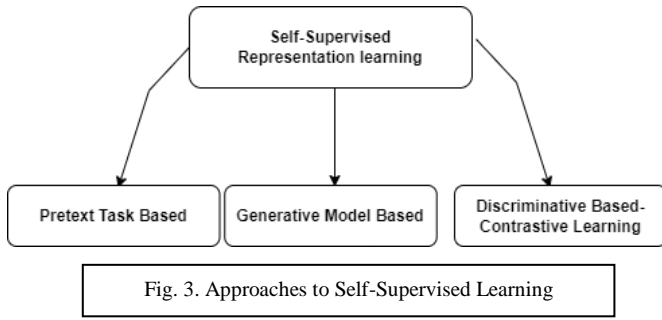 Self-Supervised
Representation learning
Pretext Task Based
Generative Model Based
Discriminative Based-
Contrastive Learning
Fig. 3. Approaches to Self-Supervised Learning